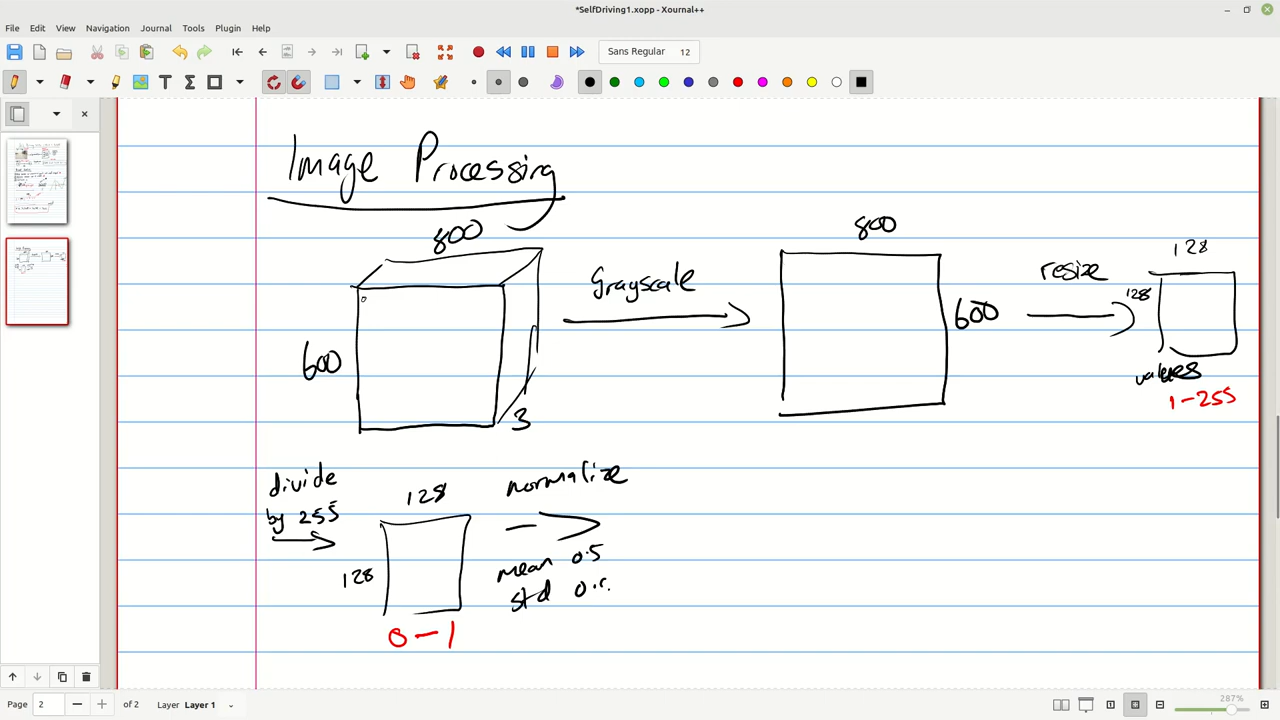 *SelfDriving1.xopp - Xournal++
File Edit View Navigation Journal Tools Plugin Help
Sans Regular 12
Image Processing
800
600
3
Grayscale
800
600
resize
128
128
values
1-255
divide
by 255
128
128
0-1
normalize
mean 0.5
std 0.
Page 2 of 2 Layer Layer 1
287%